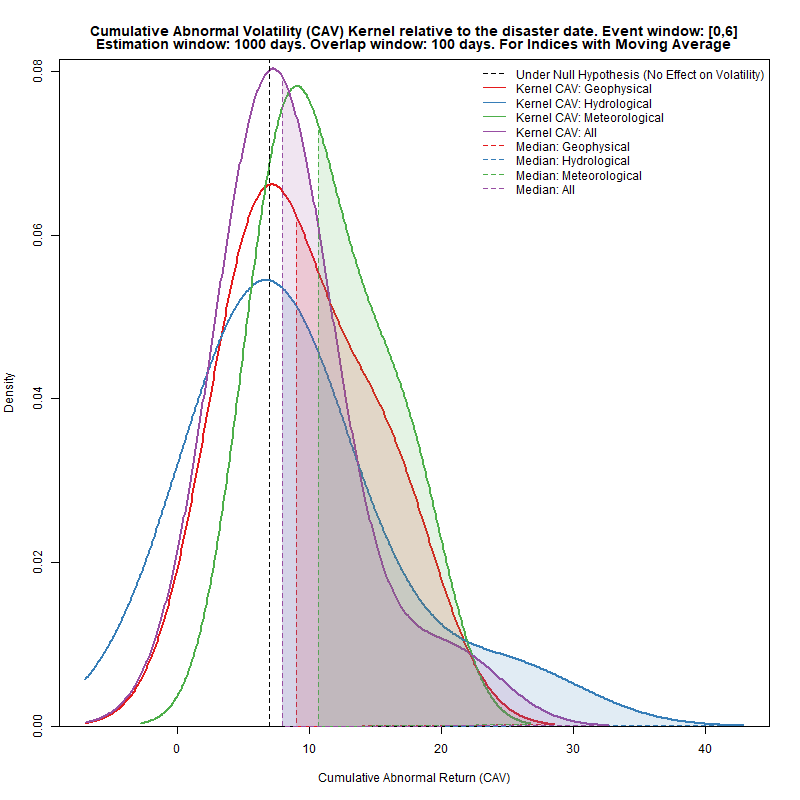 Cumulative Abnormal Volatility (CAV) Kernel relative to the disaster date. Event window: [0,6]
Estimation window: 1000 days. Overlap window: 100 days. For Indices with Moving Average
Under Null Hypothesis (No Effect on Volatility)
Kernel CAV: Geophysical
Kernel CAV: Hydrological
Kernel CAV: Meteorological
Kernel CAV: All
Median: Geophysical
Median: Hydrological
Median: Meteorological
Median: All
Density
0.08
0.06
0.04
0.02
0.00
0 10 20 30 40
Cumulative Abnormal Return (CAV)